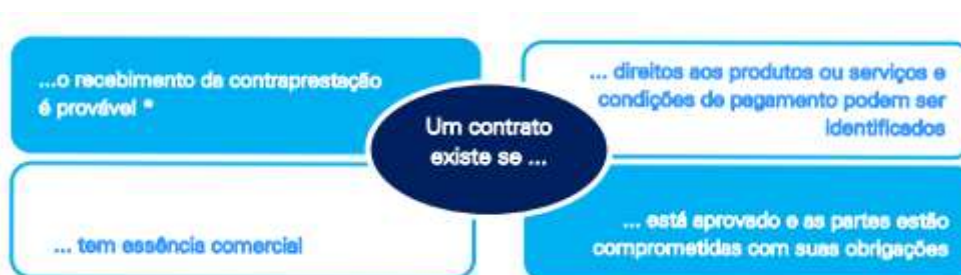 ...o recebimento da contraprestação
é provável *
... direitos aos produtos ou serviços e
condições de pagamento podem ser
identificados
Um contrato
existe se ...
... tem essência comercial
... está aprovado e as partes estão
comprometidas com suas obrigações